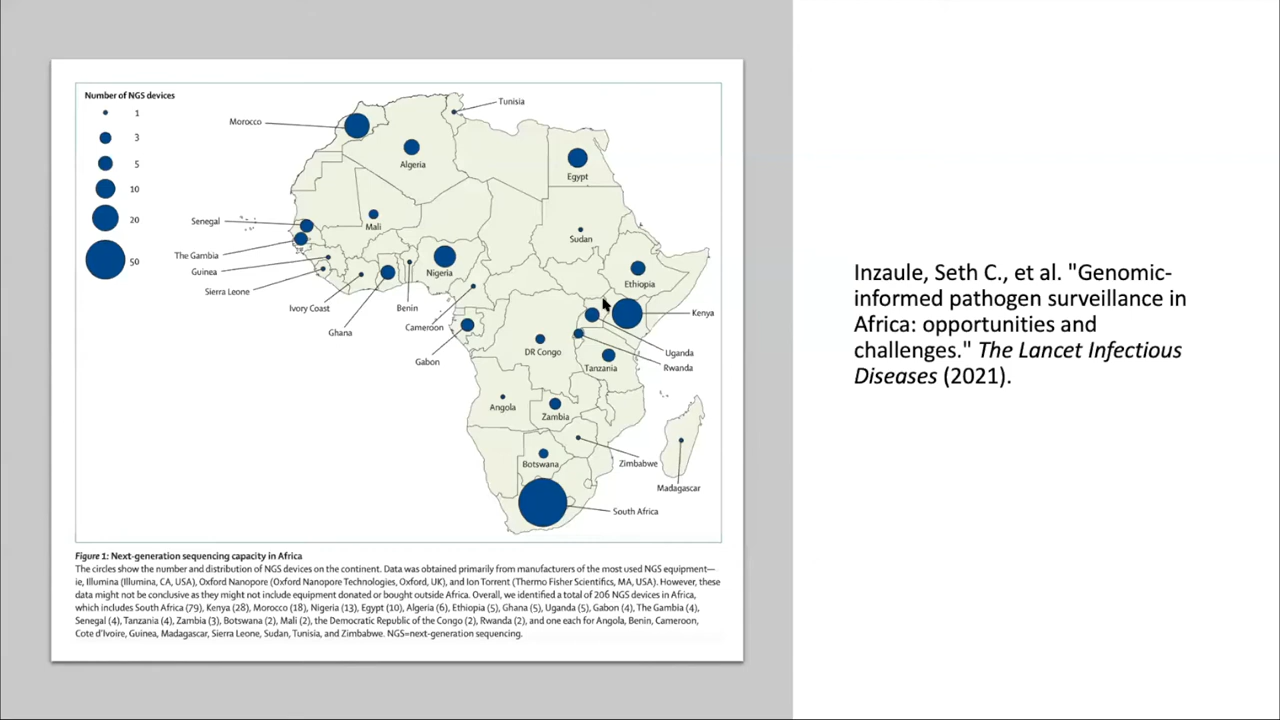 Number of NGS devices
1
3
5
10
20
50
Tunisia
Morocco
Algeria
Egypt
Senegal
Mali
Sudan
The Gambia
Guinea
Nigeria
Ethiopia
Sierra Leone
Ivory Coast
Benin
Ghana
Cameroon
Kenya
Gabon
DR Congo
Uganda
Rwanda
Tanzania
Angola
Zambia
Botswana
Zimbabwe
Madagascar
South Africa
Figure 1: Next-generation sequencing capacity in Africa
The circles show the number and distribution of NGS devices on the continent. Data was obtained primarily from manufacturers of the most used NGS equipment—
ie, Illumina (Illumina, CA, USA), Oxford Nanopore (Oxford Nanopore Technologies, Oxford, UK), and Ion Torrent (Thermo Fisher Scientifics, MA, USA). However, these
data might not be conclusive as they might not include equipment donated or bought outside Africa. Overall, we identified a total of 206 NGS devices in Africa,
which includes South Africa (79), Kenya (28), Morocco (18), Nigeria (13), Egypt (10), Algeria (6), Ethiopia (5), Ghana (5), Uganda (5), Gabon (4), The Gambia (4),
Senegal (4), Tanzania (4), Zambia (3), Botswana (2), Mali (2), the Democratic Republic of the Congo (2), Rwanda (2), and one each for Angola, Benin, Cameroon,
Cote d'Ivoire, Guinea, Madagascar, Sierra Leone, Sudan, Tunisia, and Zimbabwe. NGS=next-generation sequencing.
Inzaule, Seth C., et al. "Genomic-
informed pathogen surveillance in
Africa: opportunities and
challenges." The Lancet Infectious
Diseases (2021).